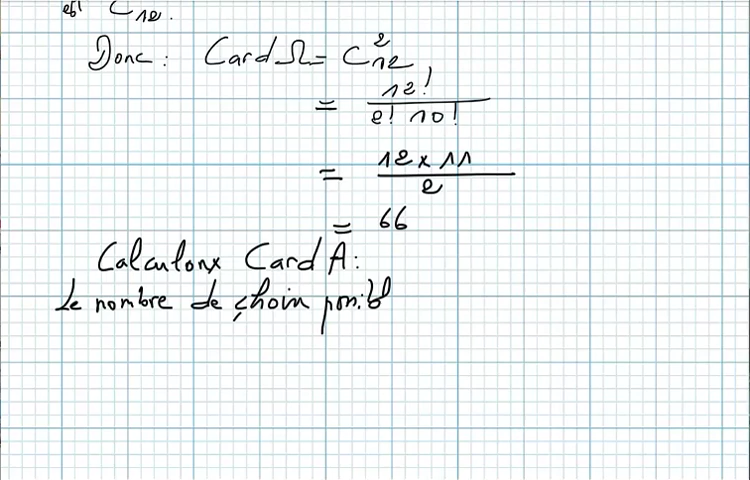 est C₁₂.
Donc : Card Ω = C²₁₂
= 12! / 2! 10!
= 12 × 11 / 2
= 66
Calculons Card A :
Le nombre de choix possibl